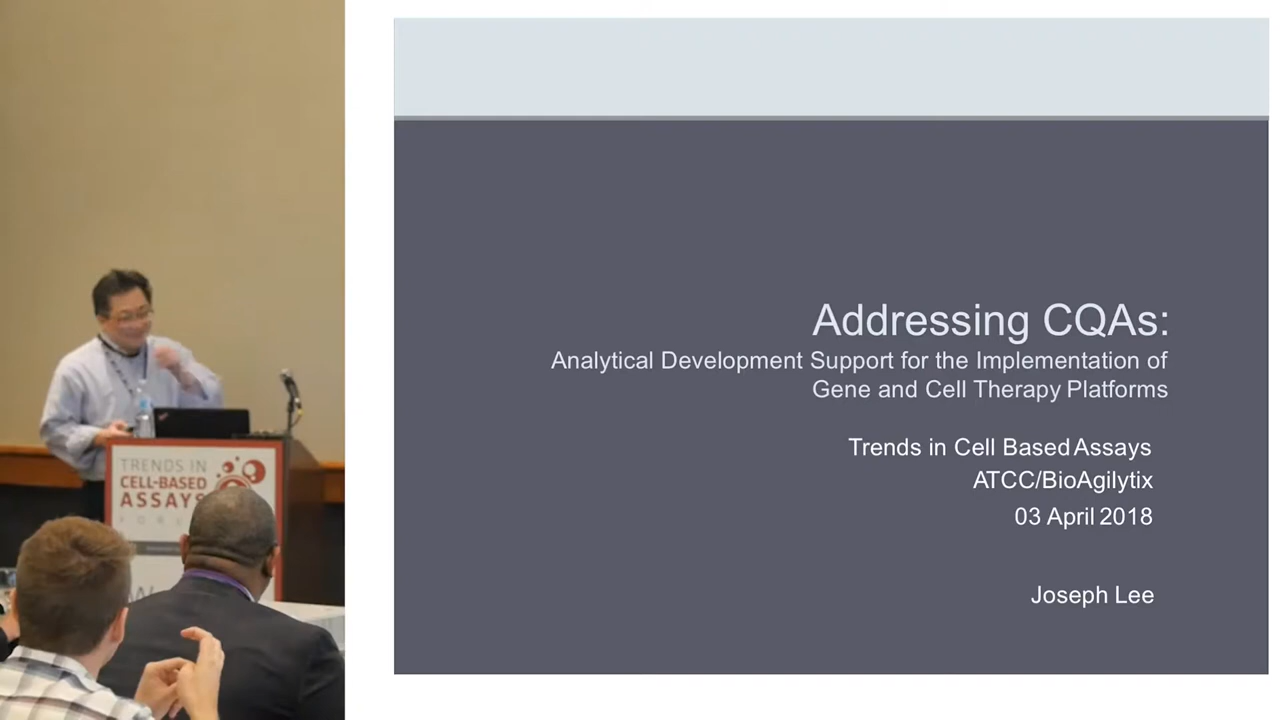 TRENDS IN
CELL-BASED
ASSAYS
Addressing CQAs:
Analytical Development Support for the Implementation of
Gene and Cell Therapy Platforms
Trends in Cell Based Assays
ATCC/BioAgilytix
03 April 2018
Joseph Lee